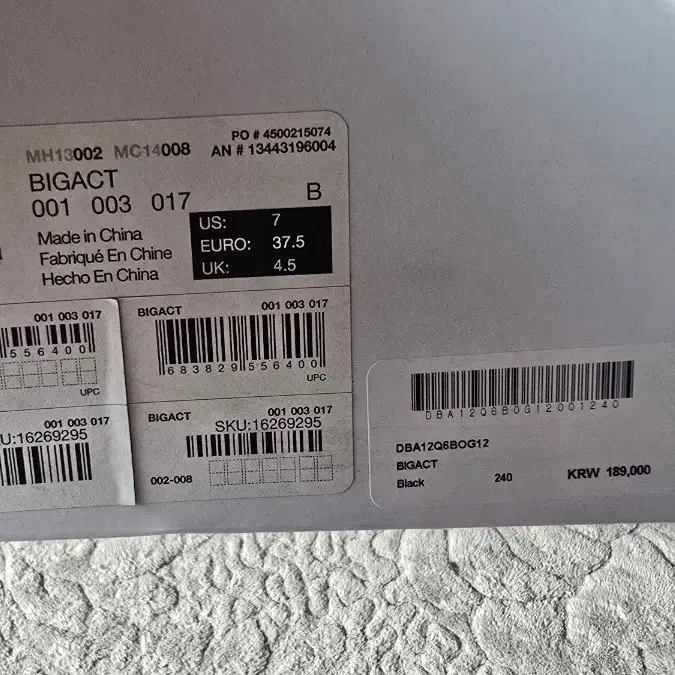 PO # 4500215074
MH13002 MC14008 AN # 13443196004
BIGACT
001 003 017 B
Made in China
Fabriqué En Chine
Hecho En China
US: 7
EURO: 37.5
UK: 4.5
001 003 017
556400
UPC
BIGACT 001 003 017
683829556400
UPC
001 003 017
U:16269295
BIGACT 001 003 017
SKU:16269295
002-008
DBA12Q6B0G12001240
DBA12Q6BOG12
BIGACT
Black 240 KRW 189,000